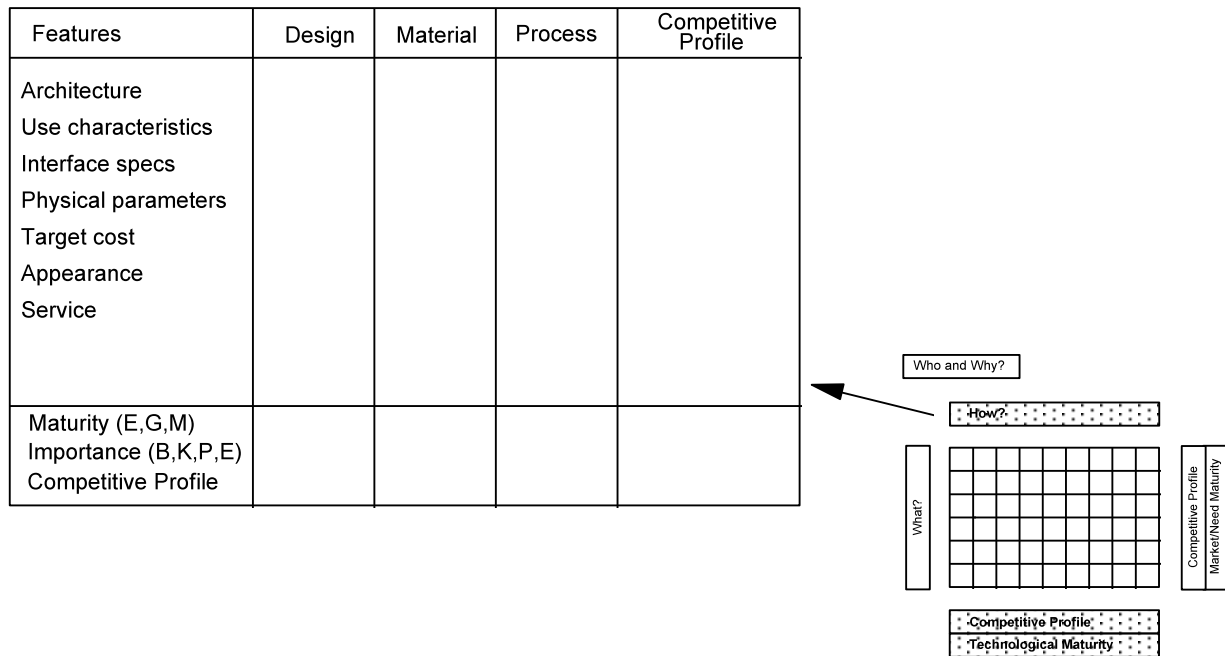 Features
Design
Material
Process
Competitive
Profile
Architecture
Use characteristics
Interface specs
Physical parameters
Target cost
Appearance
Service
Maturity (E,G,M)
Importance (B,K,P,E)
Competitive Profile
Who and Why?
How?
What?
Competitive Profile
Market/Need Maturity
Competitive Profile
Technological Maturity